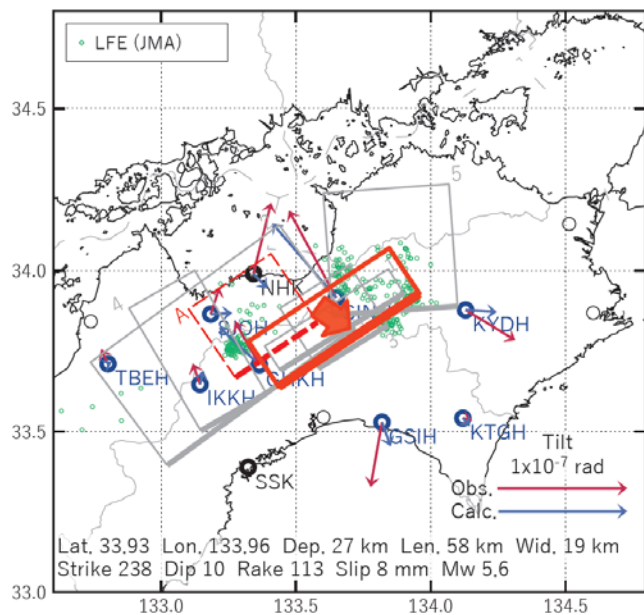 LFE (JMA)
34.5
5
34.0
NHK
4
A
KYDH
TBEH
IKKH
33.5
GSIH
KTGH
Tilt
1x10⁻⁷ rad
SSK
Obs.
Calc.
Lat. 33.93 Lon. 133.96 Dep. 27 km Len. 58 km Wid. 19 km
Strike 238 Dip 10 Rake 113 Slip 8 mm Mw 5.6
33.0
133.0 133.5 134.0 134.5